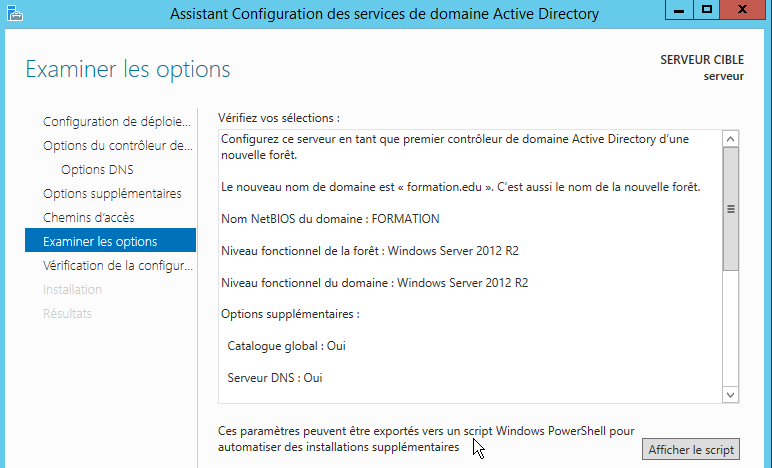 Assistant Configuration des services de domaine Active Directory
Examiner les options
SERVEUR CIBLE
serveur
Configuration de déploie...
Options du contrôleur de...
Options DNS
Options supplémentaires
Chemins d'accès
Examiner les options
Vérification de la configur...
Installation
Résultats
Vérifiez vos sélections :
Configurez ce serveur en tant que premier contrôleur de domaine Active Directory d'une
nouvelle forêt.
Le nouveau nom de domaine est « formation.edu ». C'est aussi le nom de la nouvelle forêt.
Nom NetBIOS du domaine : FORMATION
Niveau fonctionnel de la forêt : Windows Server 2012 R2
Niveau fonctionnel du domaine : Windows Server 2012 R2
Options supplémentaires :
Catalogue global : Oui
Serveur DNS : Oui
Ces paramètres peuvent être exportés vers un script Windows PowerShell pour
automatiser des installations supplémentaires
Afficher le script